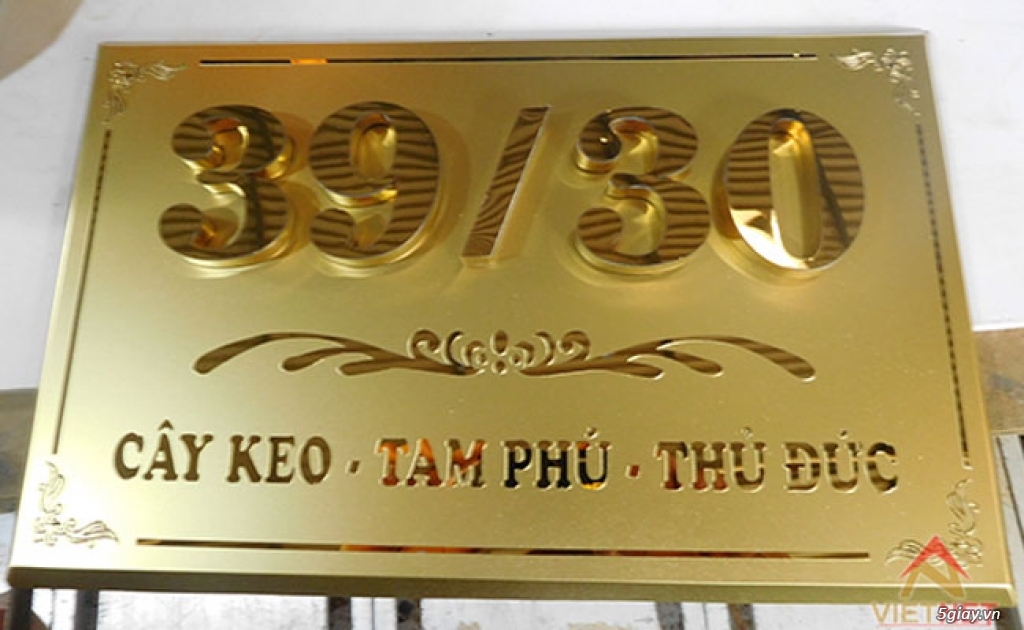 39/30
CÂY KEO · TAM PHÚ · THỦ ĐỨC
5giay.vn